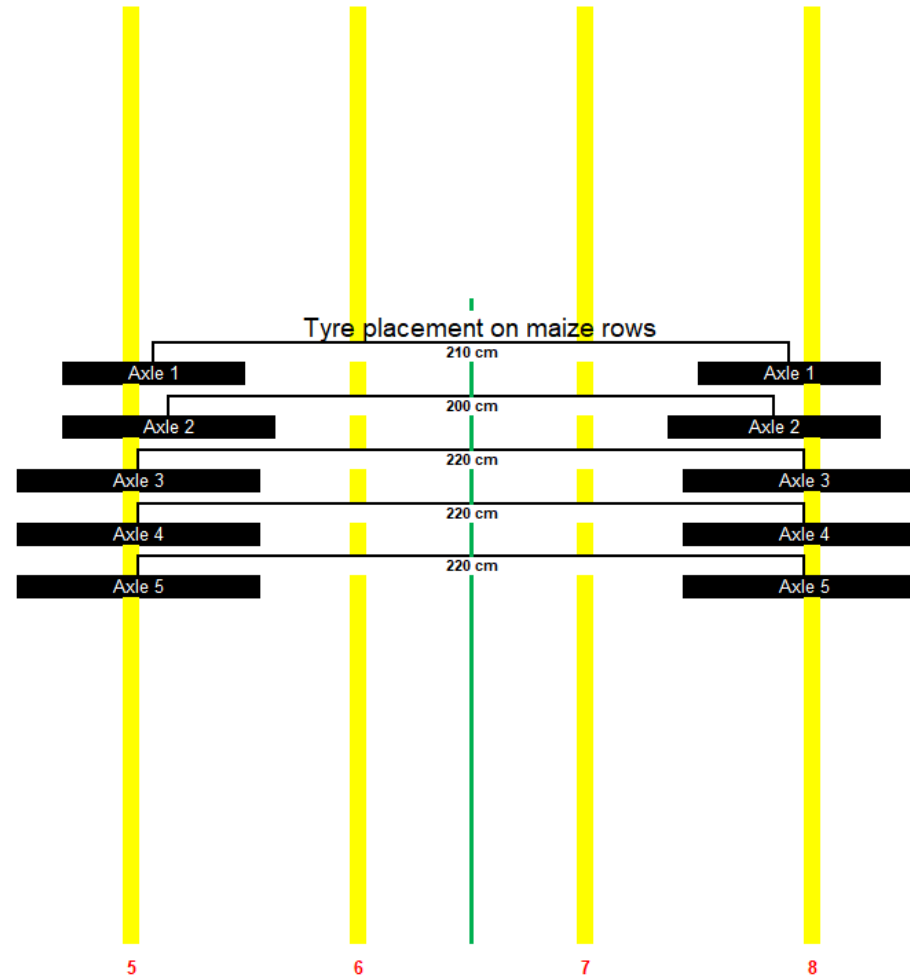 Tyre placement on maize rows
210 cm
Axle 1 Axle 1
200 cm
Axle 2 Axle 2
220 cm
Axle 3 Axle 3
220 cm
Axle 4 Axle 4
220 cm
Axle 5 Axle 5
5 6 7 8